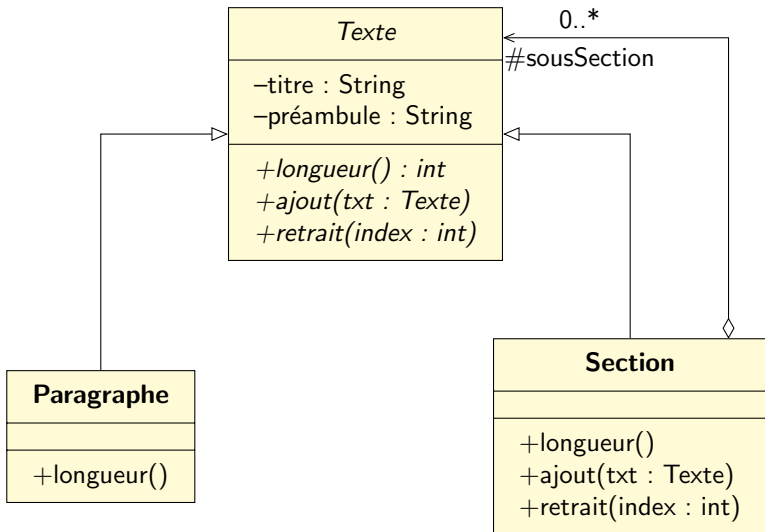 Texte
–titre : String
–préambule : String
+longueur() : int
+ajout(txt : Texte)
+retrait(index : int)
0..*
#sousSection
Paragraphe
+longueur()
Section
+longueur()
+ajout(txt : Texte)
+retrait(index : int)